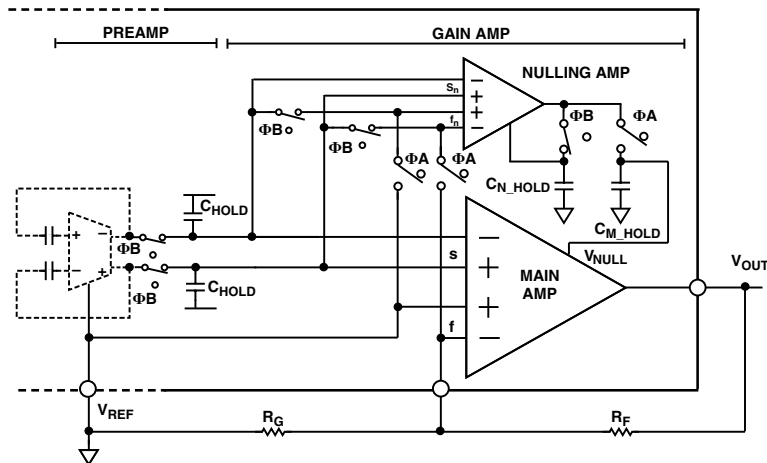 PREAMP
GAIN AMP
NULLING AMP
−
Sn
+
+
fn
−
ΦB
ΦB
ΦB
ΦA
ΦA
ΦA
CN_HOLD
CM_HOLD
CHOLD
+
−
−
+
ΦB
ΦB
CHOLD
−
s
+
+
f
−
MAIN
AMP
VNULL
VOUT
VREF
RG
RF